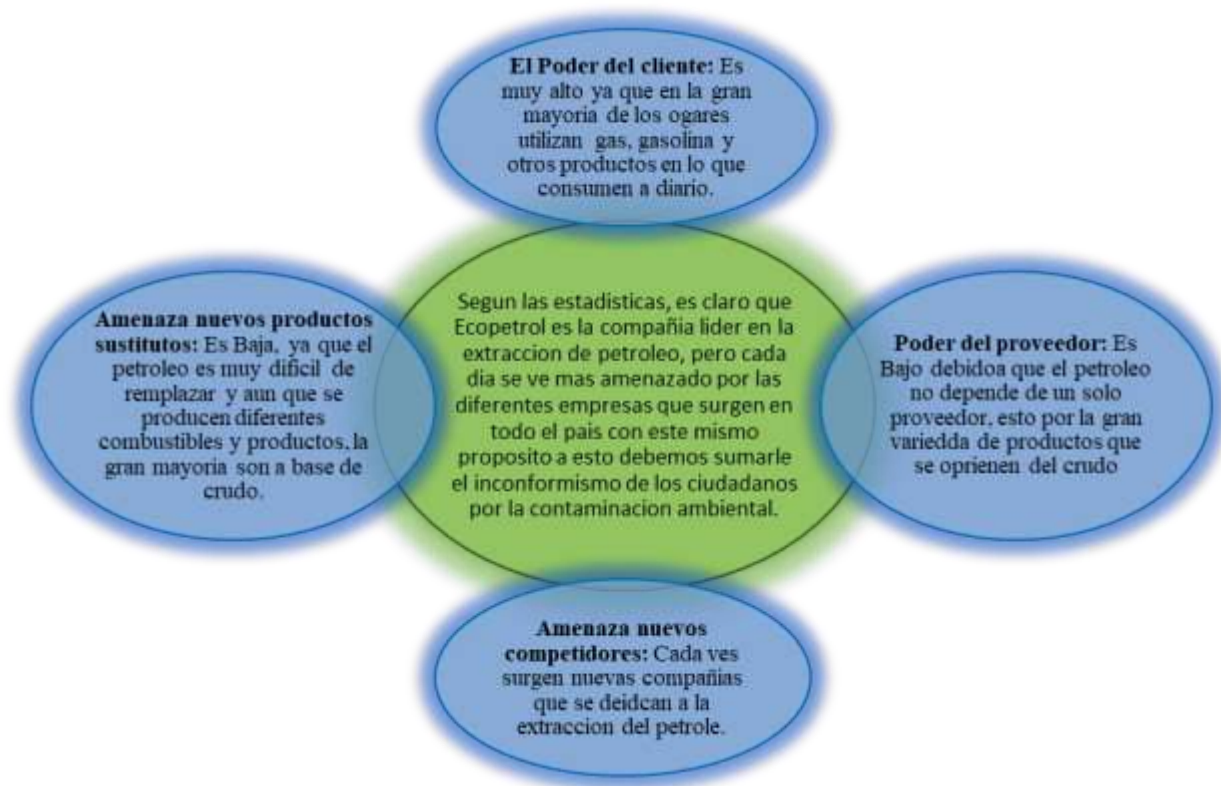 El Poder del cliente: Es
muy alto ya que en la gran
mayoria de los ogares
utilizan gas, gasolina y
otros productos en lo que
consumen a diario.
Amenaza nuevos productos
sustitutos: Es Baja, ya que el
petroleo es muy dificil de
remplazar y aun que se
producen diferentes
combustibles y productos, la
gran mayoria son a base de
crudo.
Segun las estadisticas, es claro que
Ecopetrol es la compañia lider en la
extraccion de petroleo, pero cada
dia se ve mas amenazado por las
diferentes empresas que surgen en
todo el pais con este mismo
proposito a esto debemos sumarle
el inconformismo de los ciudadanos
por la contaminacion ambiental.
Poder del proveedor: Es
Bajo debidoa que el petroleo
no depende de un solo
proveedor, esto por la gran
variedda de productos que
se oprienen del crudo
Amenaza nuevos
competidores: Cada ves
surgen nuevas compañias
que se deidcan a la
extraccion del petrole.